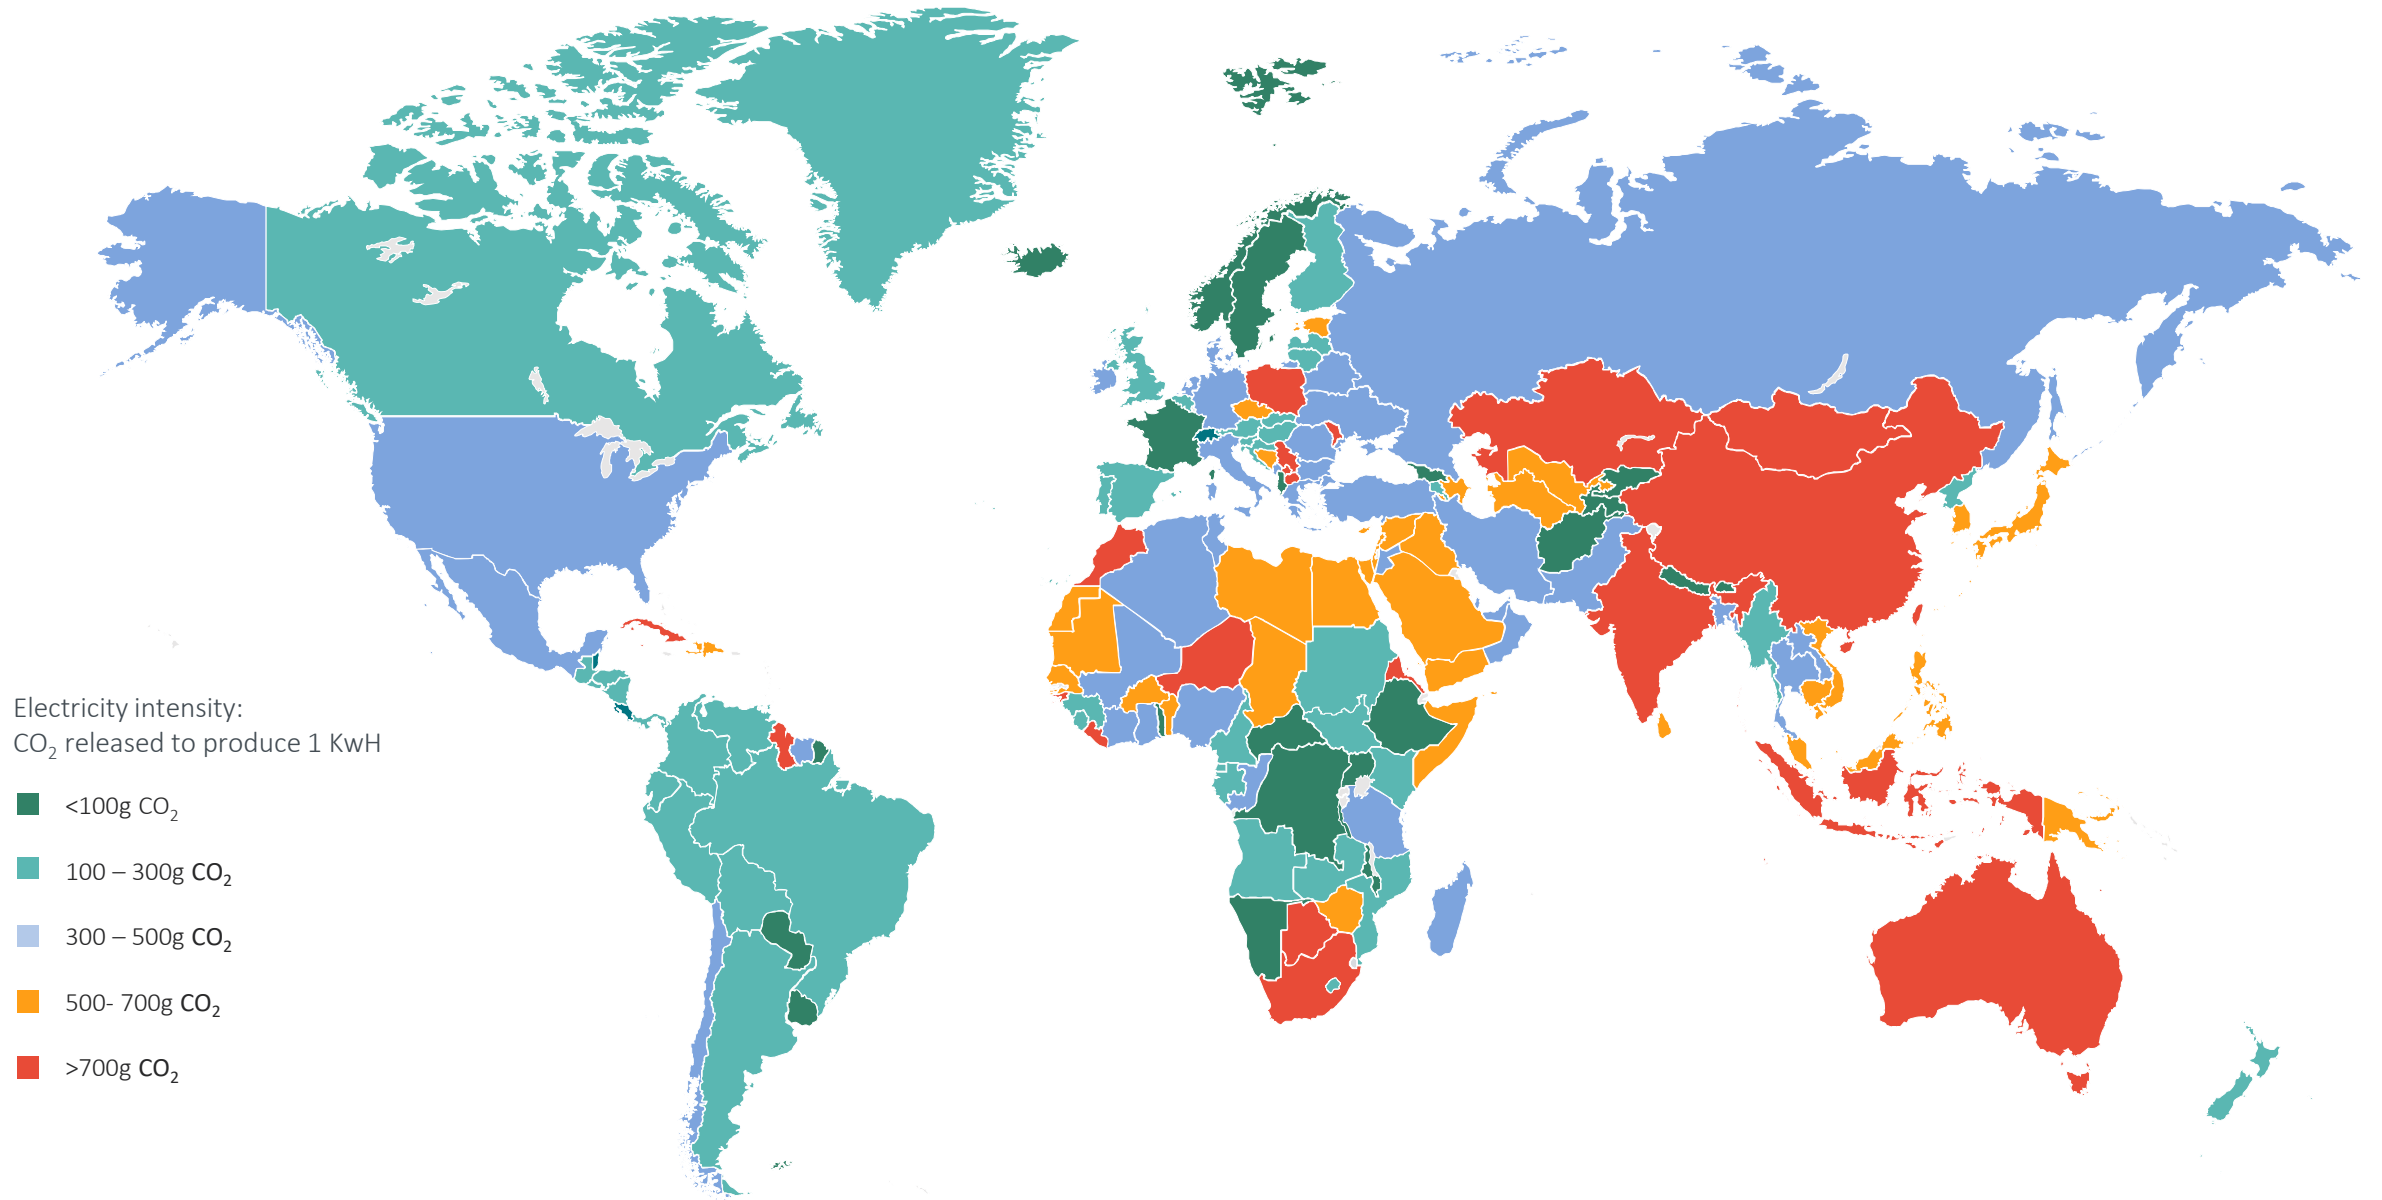 Electricity intensity:
CO₂ released to produce 1 KwH
<100g CO₂
100 – 300g CO₂
300 – 500g CO₂
500- 700g CO₂
>700g CO₂